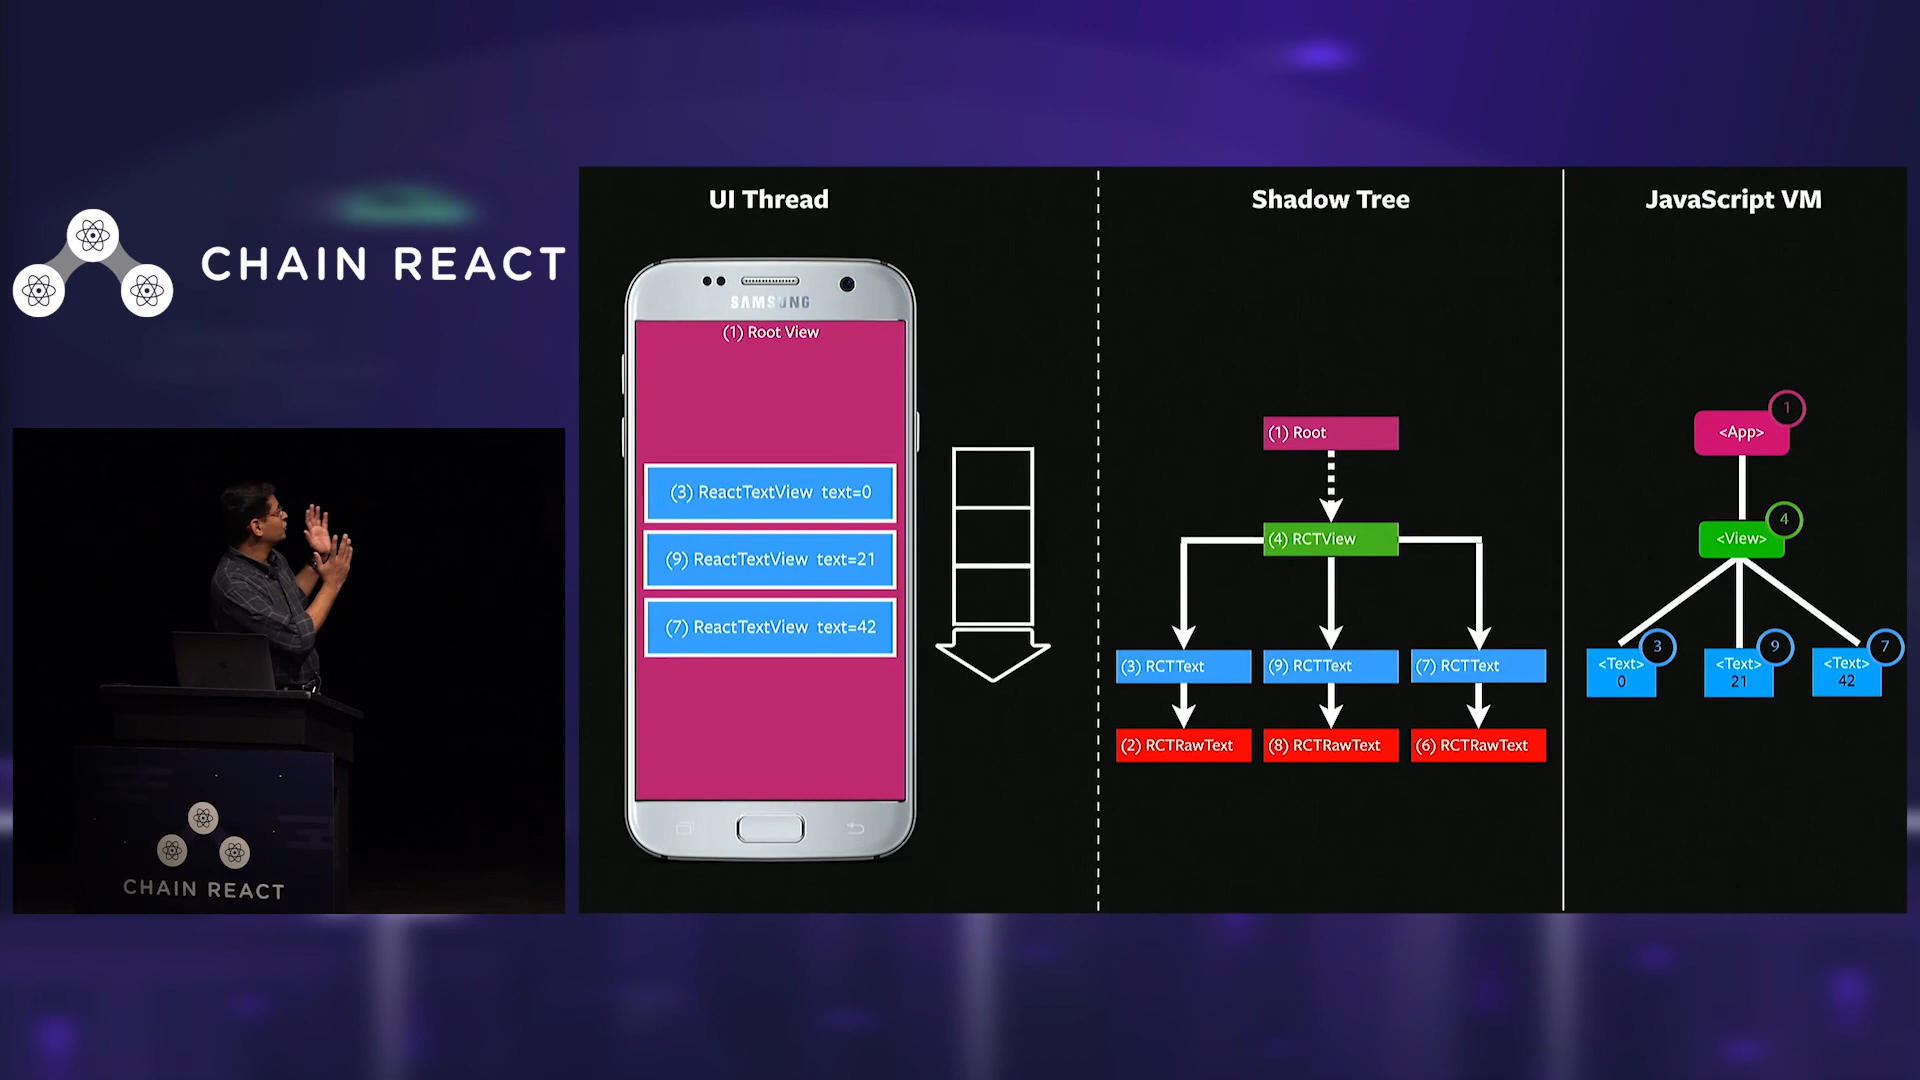 CHAIN REACT
CHAIN REACT
UI Thread
SAMSUNG
(1) Root View
(3) ReactTextView text=0
(9) ReactTextView text=21
(7) ReactTextView text=42
Shadow Tree
(1) Root
(4) RCTView
(3) RCTText
(9) RCTText
(7) RCTText
(2) RCTRawText
(8) RCTRawText
(6) RCTRawText
JavaScript VM
1
<App>
4
<View>
3
<Text>
0
9
<Text>
21
7
<Text>
42